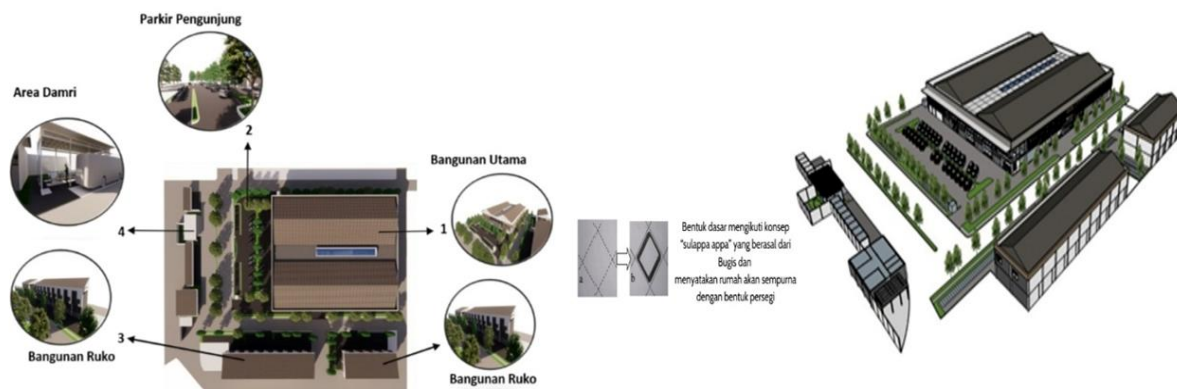 Parkir Pengunjung
Area Damri
2
Bangunan Utama
1
4
3
Bangunan Ruko
Bangunan Ruko
a
b
Bentuk dasar mengikuti konsep
"sulappa appa" yang berasal dari
Bugis dan
menyatakan rumah akan sempurna
dengan bentuk persegi